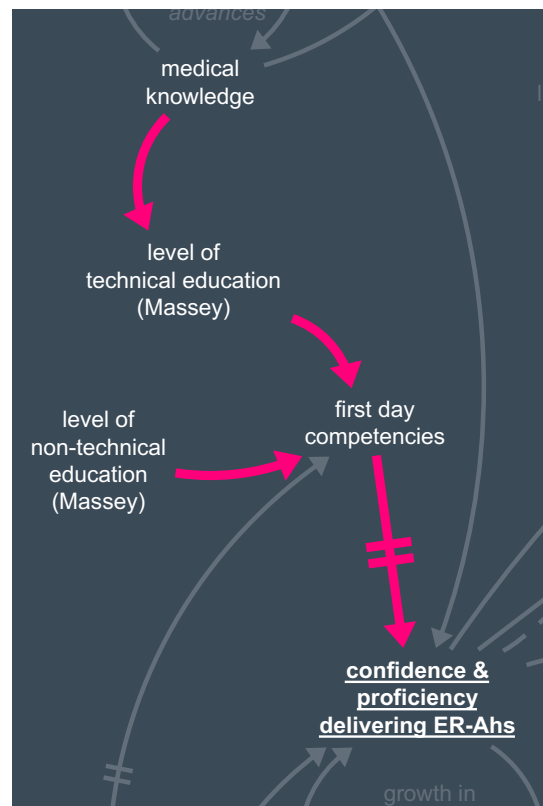 advances
medical
knowledge
level of
technical education
(Massey)
first day
competencies
level of
non-technical
education
(Massey)
confidence &
proficiency
delivering ER-Ahs
growth in